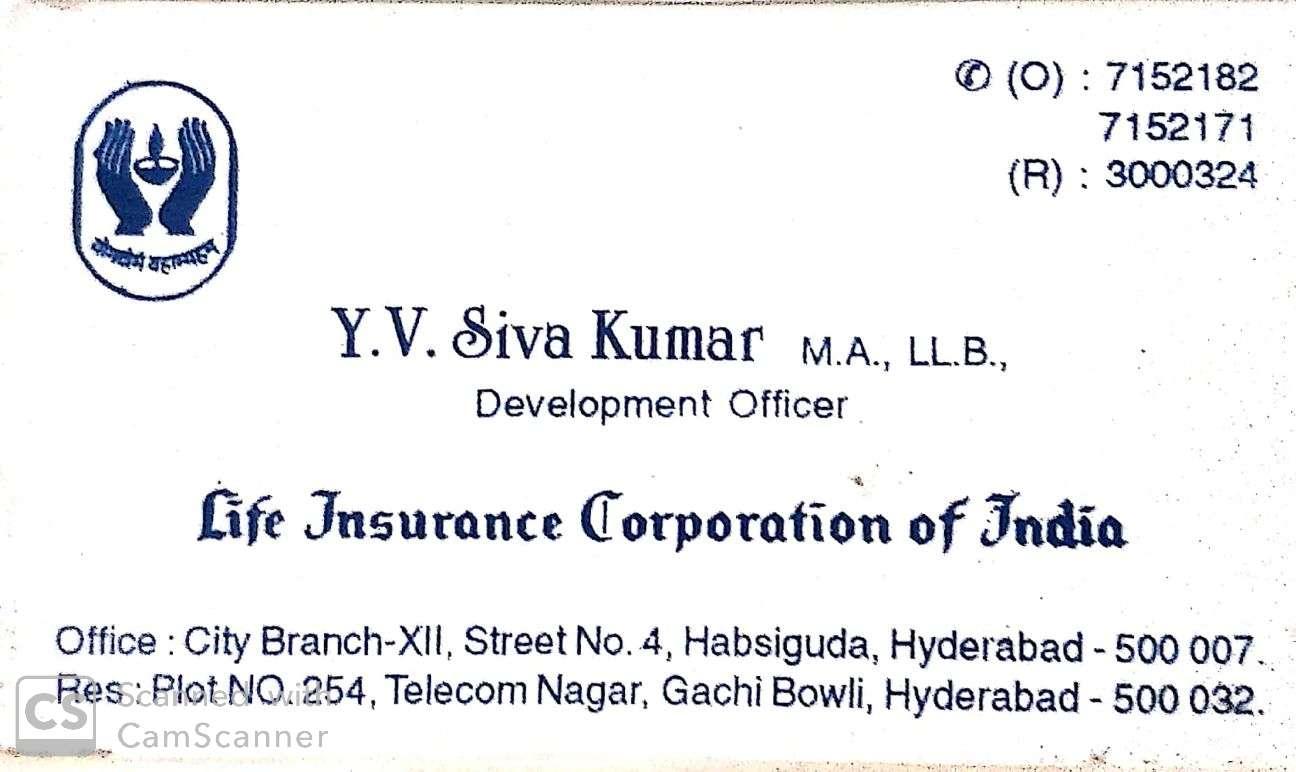 ✆ (O) : 7152182
7152171
(R) : 3000324
योगक्षेमं वहाम्यहम्
Y.V. Siva Kumar M.A., LL.B.,
Development Officer
Life Insurance Corporation of India
Office : City Branch-XII, Street No. 4, Habsiguda, Hyderabad - 500 007.
Res : Plot NO. 254, Telecom Nagar, Gachi Bowli, Hyderabad - 500 032.
CS Scanned with
CamScanner